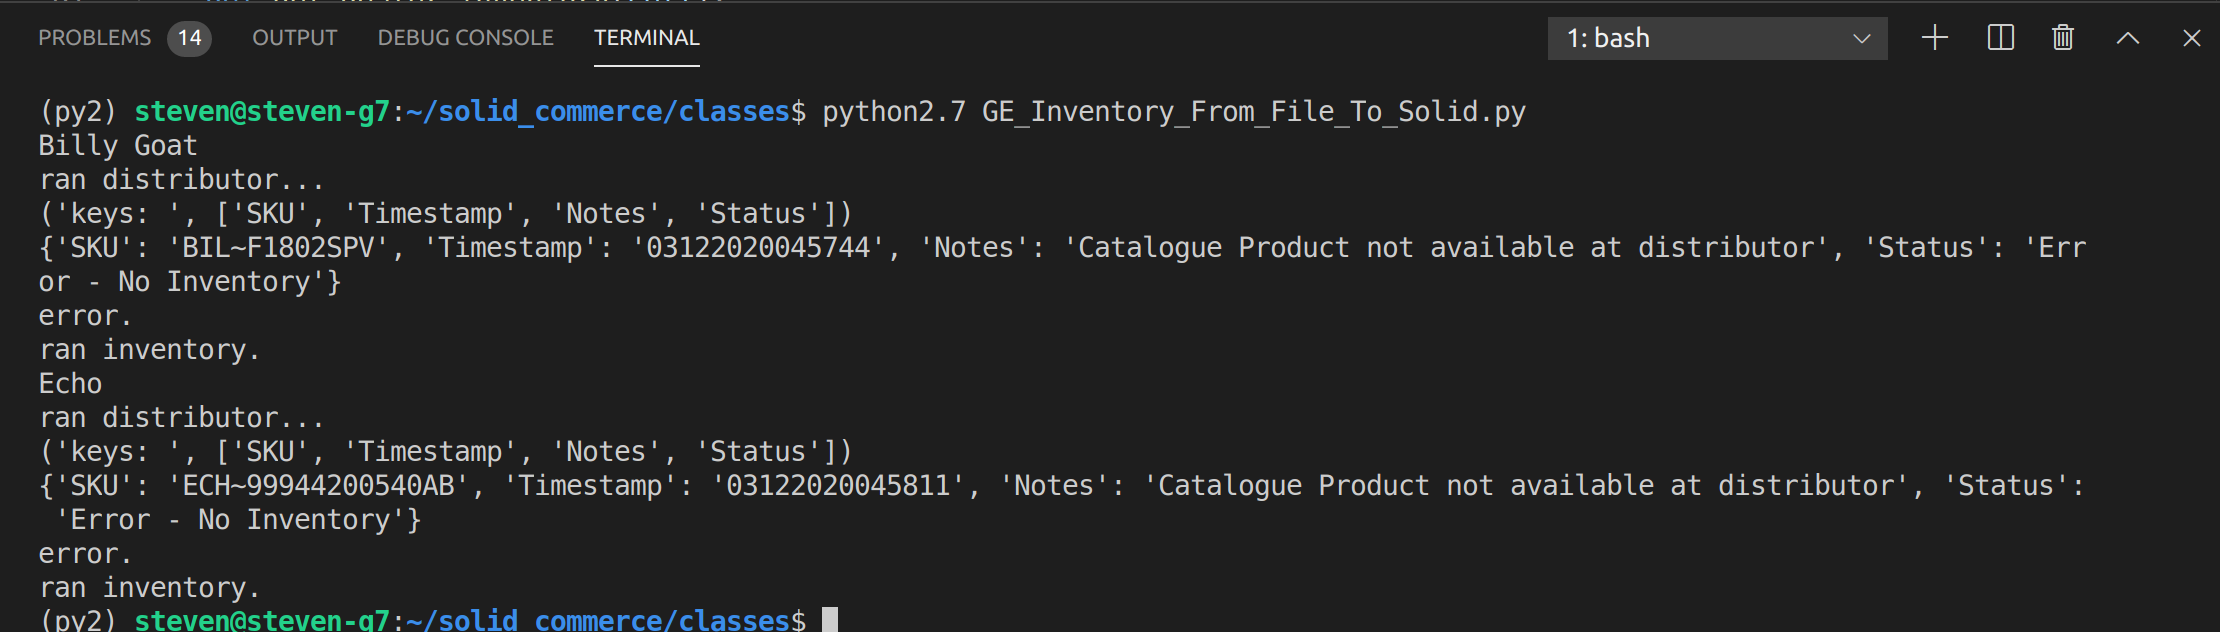 PROBLEMS 14 OUTPUT DEBUG CONSOLE TERMINAL 1: bash
(py2) steven@steven-g7:~/solid_commerce/classes$ python2.7 GE_Inventory_From_File_To_Solid.py
Billy Goat
ran distributor...
('keys: ', ['SKU', 'Timestamp', 'Notes', 'Status'])
{'SKU': 'BIL~F1802SPV', 'Timestamp': '03122020045744', 'Notes': 'Catalogue Product not available at distributor', 'Status': 'Err
or - No Inventory'}
error.
ran inventory.
Echo
ran distributor...
('keys: ', ['SKU', 'Timestamp', 'Notes', 'Status'])
{'SKU': 'ECH~99944200540AB', 'Timestamp': '03122020045811', 'Notes': 'Catalogue Product not available at distributor', 'Status':
 'Error - No Inventory'}
error.
ran inventory.
(py2) steven@steven-g7:~/solid_commerce/classes$